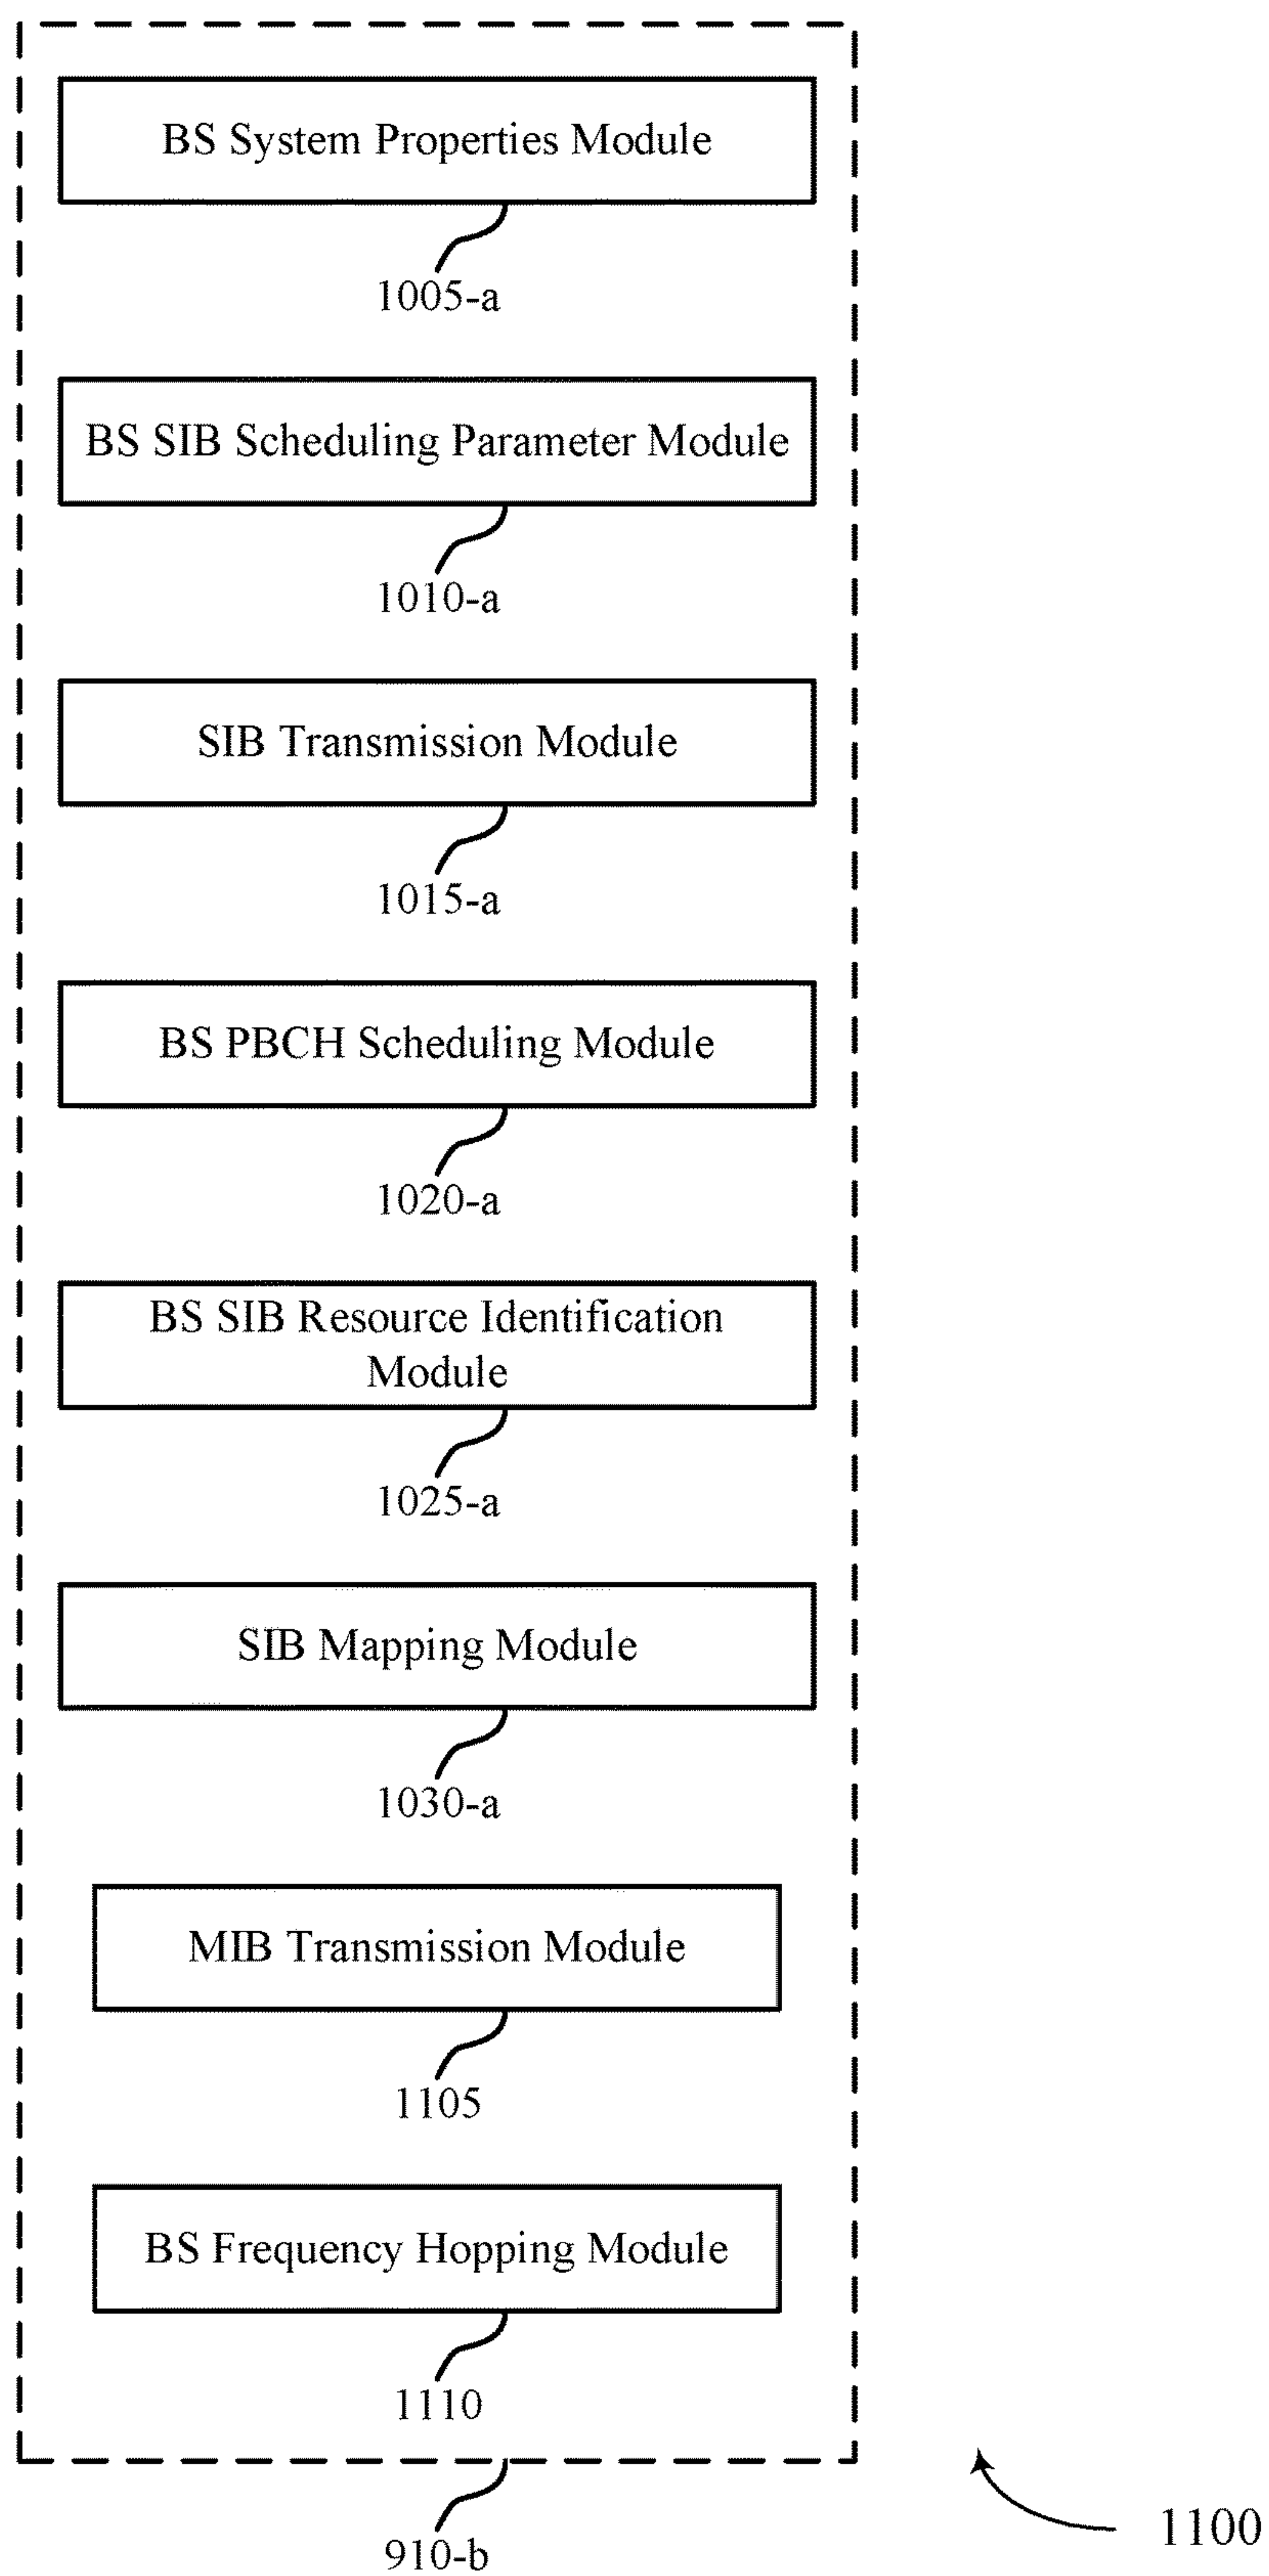 BS System Properties Module
1005-a
BS SIB Scheduling Parameter Module
1010-a
SIB Transmission Module
1015-a
BS PBCH Scheduling Module
1020-a
BS SIB Resource Identification
Module
1025-a
SIB Mapping Module
1030-a
MIB Transmission Module
1105
BS Frequency Hopping Module
1110
910-b
1100